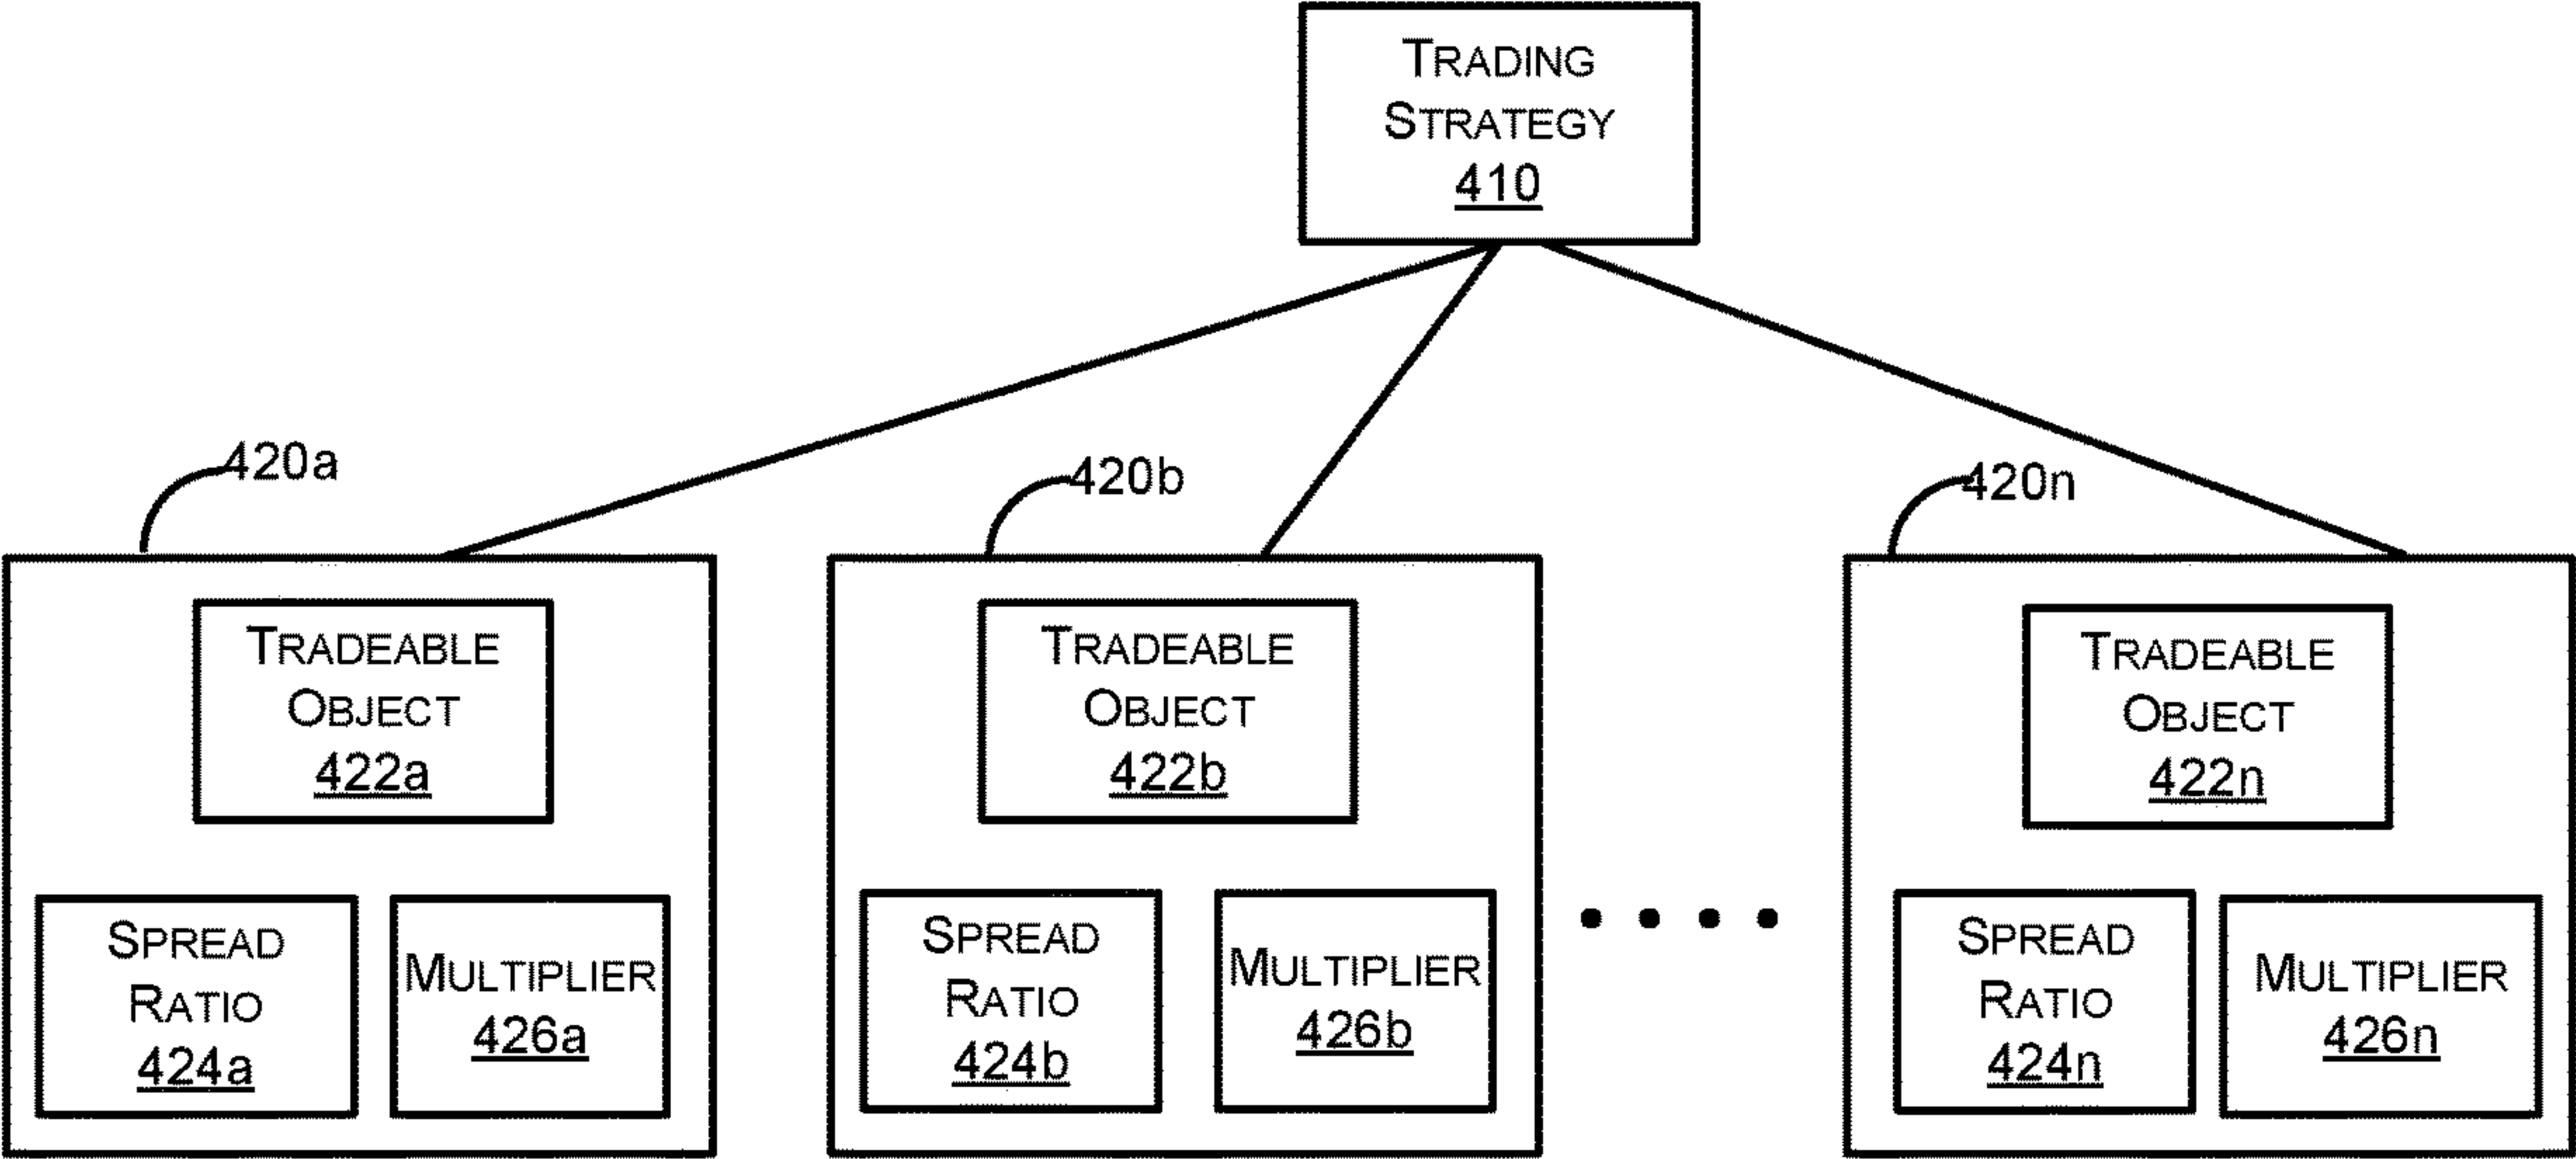 TRADING
STRATEGY
410
420a
420b
420n
TRADEABLE
OBJECT
422a
SPREAD
RATIO
424a
MULTIPLIER
426a
TRADEABLE
OBJECT
422b
SPREAD
RATIO
424b
MULTIPLIER
426b
TRADEABLE
OBJECT
422n
SPREAD
RATIO
424n
MULTIPLIER
426n